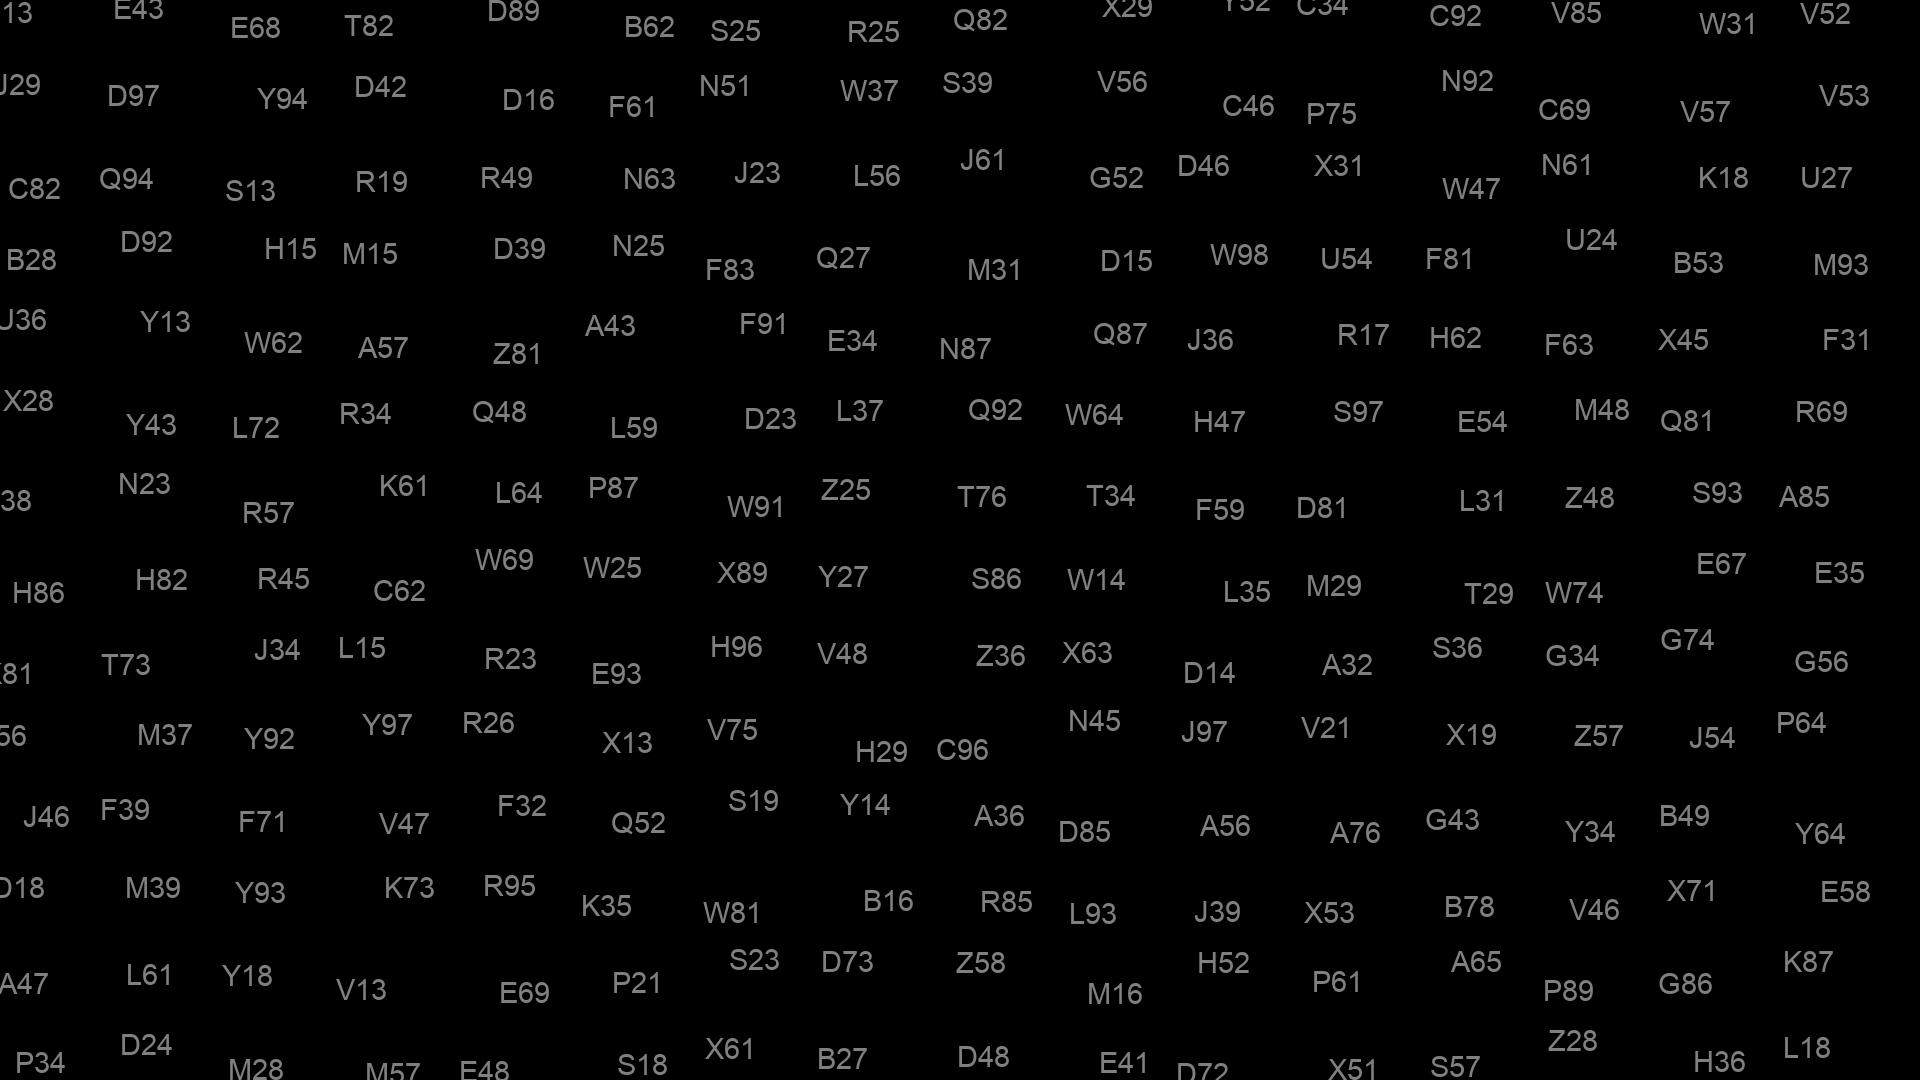 13 E43 E68 T82 D89 B62 S25 R25 Q82 X29 Y52 C34 C92 V85 W31 V52
J29 D97 Y94 D42 D16 F61 N51 W37 S39 V56 C46 P75 N92 C69 V57 V53
C82 Q94 S13 R19 R49 N63 J23 L56 J61 G52 D46 X31 W47 N61 K18 U27
B28 D92 H15 M15 D39 N25 F83 Q27 M31 D15 W98 U54 F81 U24 B53 M93
U36 Y13 W62 A57 Z81 A43 F91 E34 N87 Q87 J36 R17 H62 F63 X45 F31
X28 Y43 L72 R34 Q48 L59 D23 L37 Q92 W64 H47 S97 E54 M48 Q81 R69
38 N23 R57 K61 L64 P87 W91 Z25 T76 T34 F59 D81 L31 Z48 S93 A85
H86 H82 R45 C62 W69 W25 X89 Y27 S86 W14 L35 M29 T29 W74 E67 E35
81 T73 J34 L15 R23 E93 H96 V48 Z36 X63 D14 A32 S36 G34 G74 G56
56 M37 Y92 Y97 R26 X13 V75 H29 C96 N45 J97 V21 X19 Z57 J54 P64
J46 F39 F71 V47 F32 Q52 S19 Y14 A36 D85 A56 A76 G43 Y34 B49 Y64
D18 M39 Y93 K73 R95 K35 W81 B16 R85 L93 J39 X53 B78 V46 X71 E58
A47 L61 Y18 V13 E69 P21 S23 D73 Z58 M16 H52 P61 A65 P89 G86 K87
P34 D24 M28 M57 E48 S18 X61 B27 D48 E41 D72 X51 S57 Z28 H36 L18